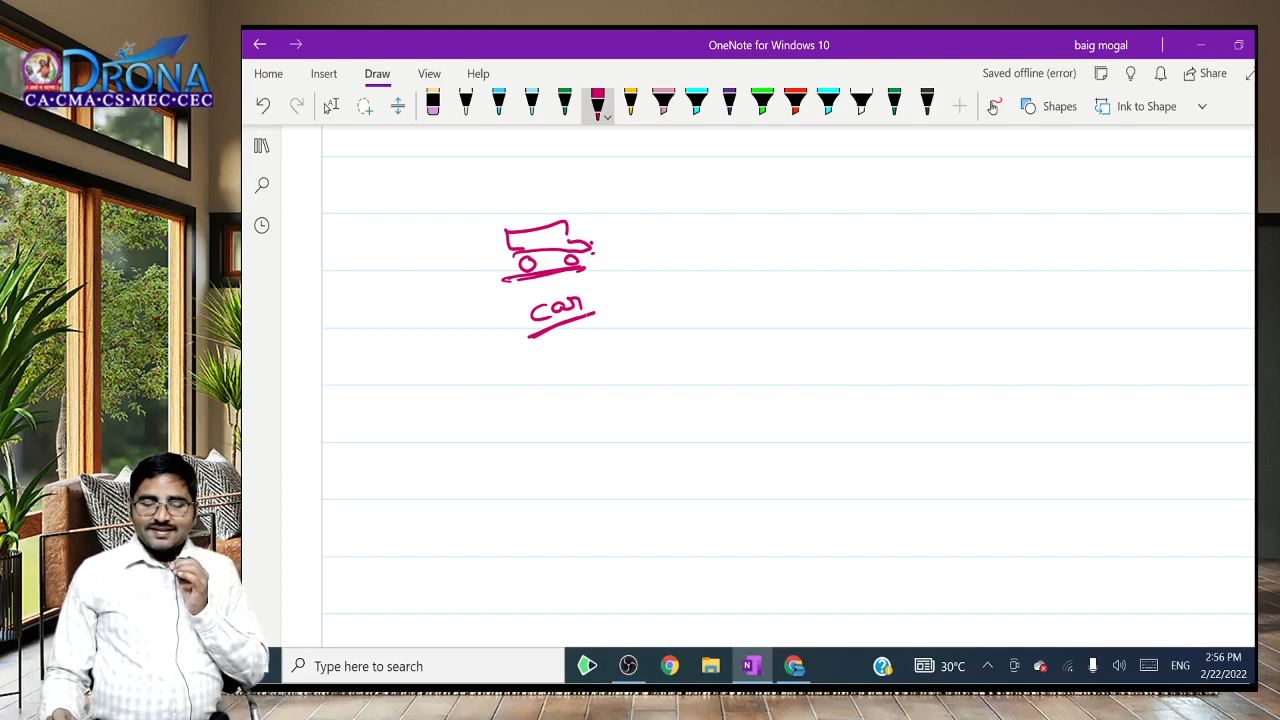 DRONA
CA•CMA•CS•MEC•CEC
OneNote for Windows 10
baig mogal
Home
Insert
Draw
View
Help
Saved offline (error)
Share
Shapes
Ink to Shape
car
Type here to search
30°C
ENG
2:56 PM
2/22/2022